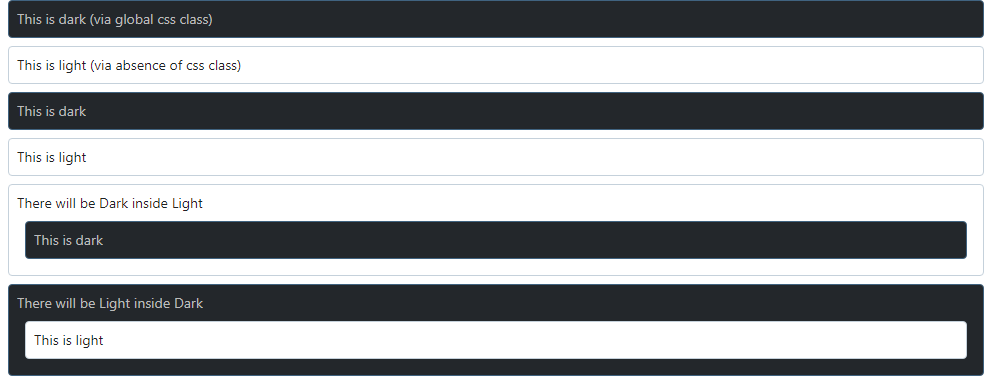 This is dark (via global css class)
This is light (via absence of css class)
This is dark
This is light
There will be Dark inside Light
This is dark
There will be Light inside Dark
This is light